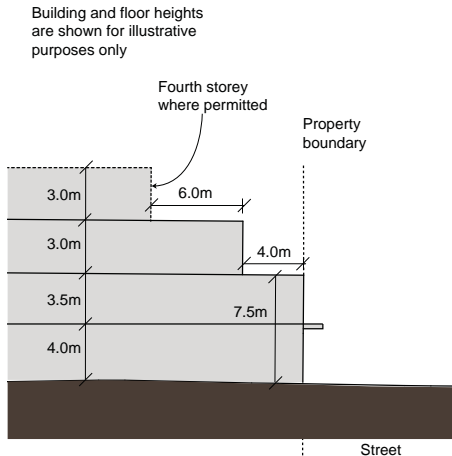 Building and floor heights
are shown for illustrative
purposes only
Fourth storey
where permitted
Property
boundary
3.0m
6.0m
3.0m
4.0m
3.5m
7.5m
4.0m
Street